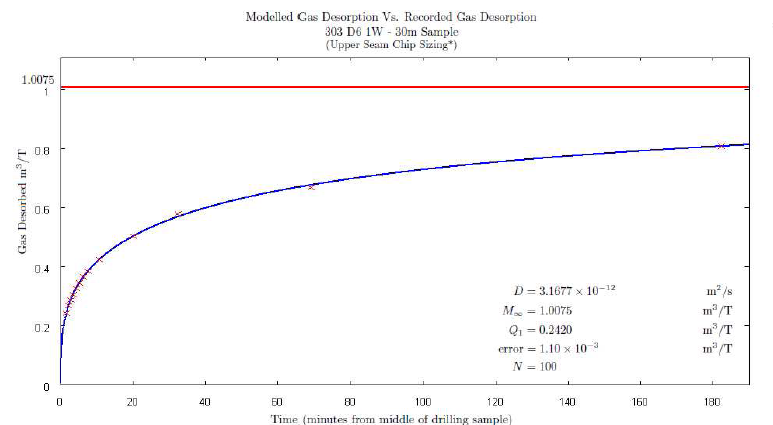 Modelled Gas Desorption Vs. Recorded Gas Desorption
303 D6 1W - 30m Sample
(Upper Seam Chip Sizing*)
1.0075
1
0.8
0.6
0.4
0.2
0
Gas Desorbed m³/T
D = 3.1677 × 10⁻¹² m²/s
M∞ = 1.0075 m³/T
Q₁ = 0.2420 m³/T
error = 1.10 × 10⁻³ m³/T
N = 100
0 20 40 60 80 100 120 140 160 180
Time (minutes from middle of drilling sample)